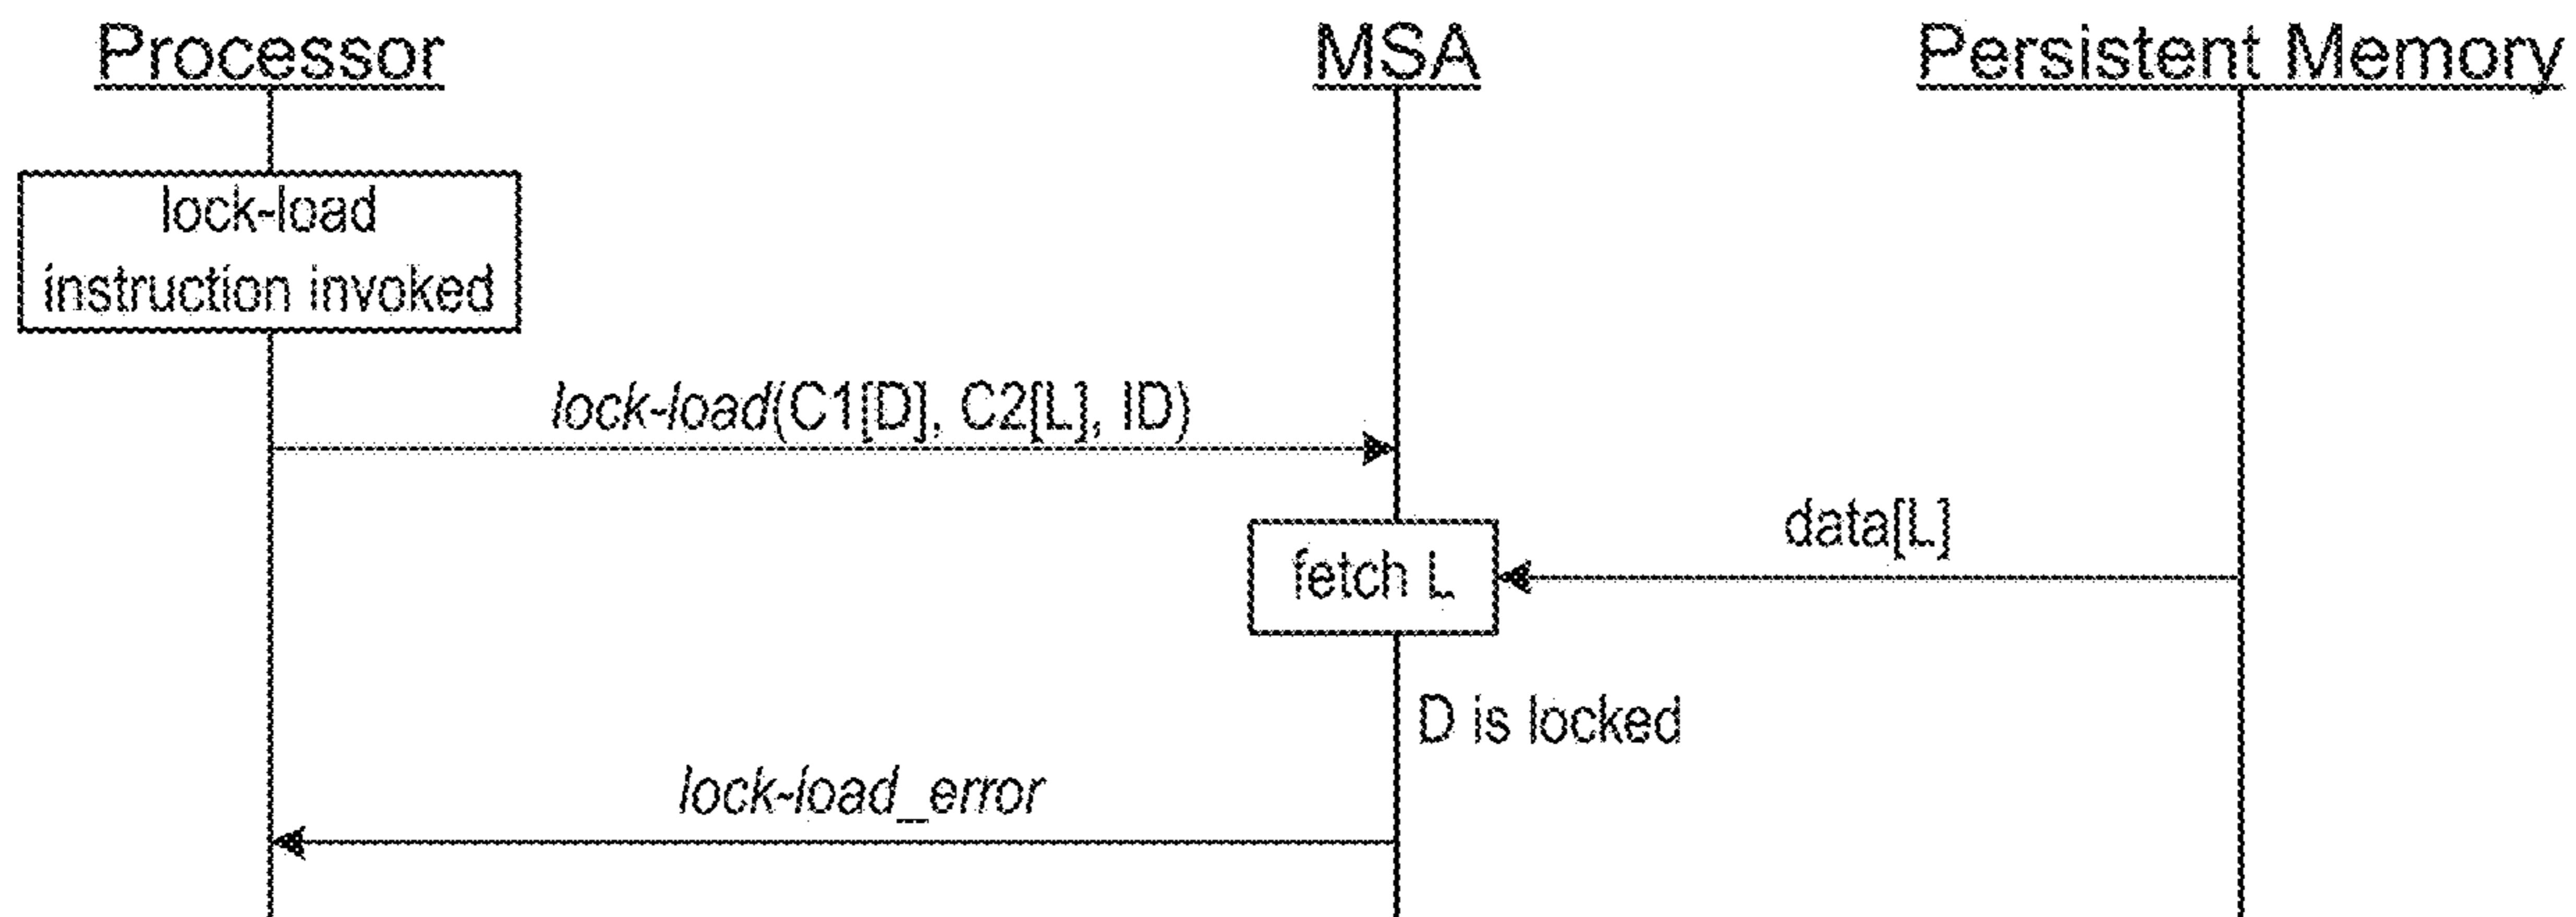 Processor
MSA
Persistent Memory
lock-load
instruction invoked
lock-load(C1[D], C2[L], ID)
data[L]
fetch L
D is locked
lock-load_error